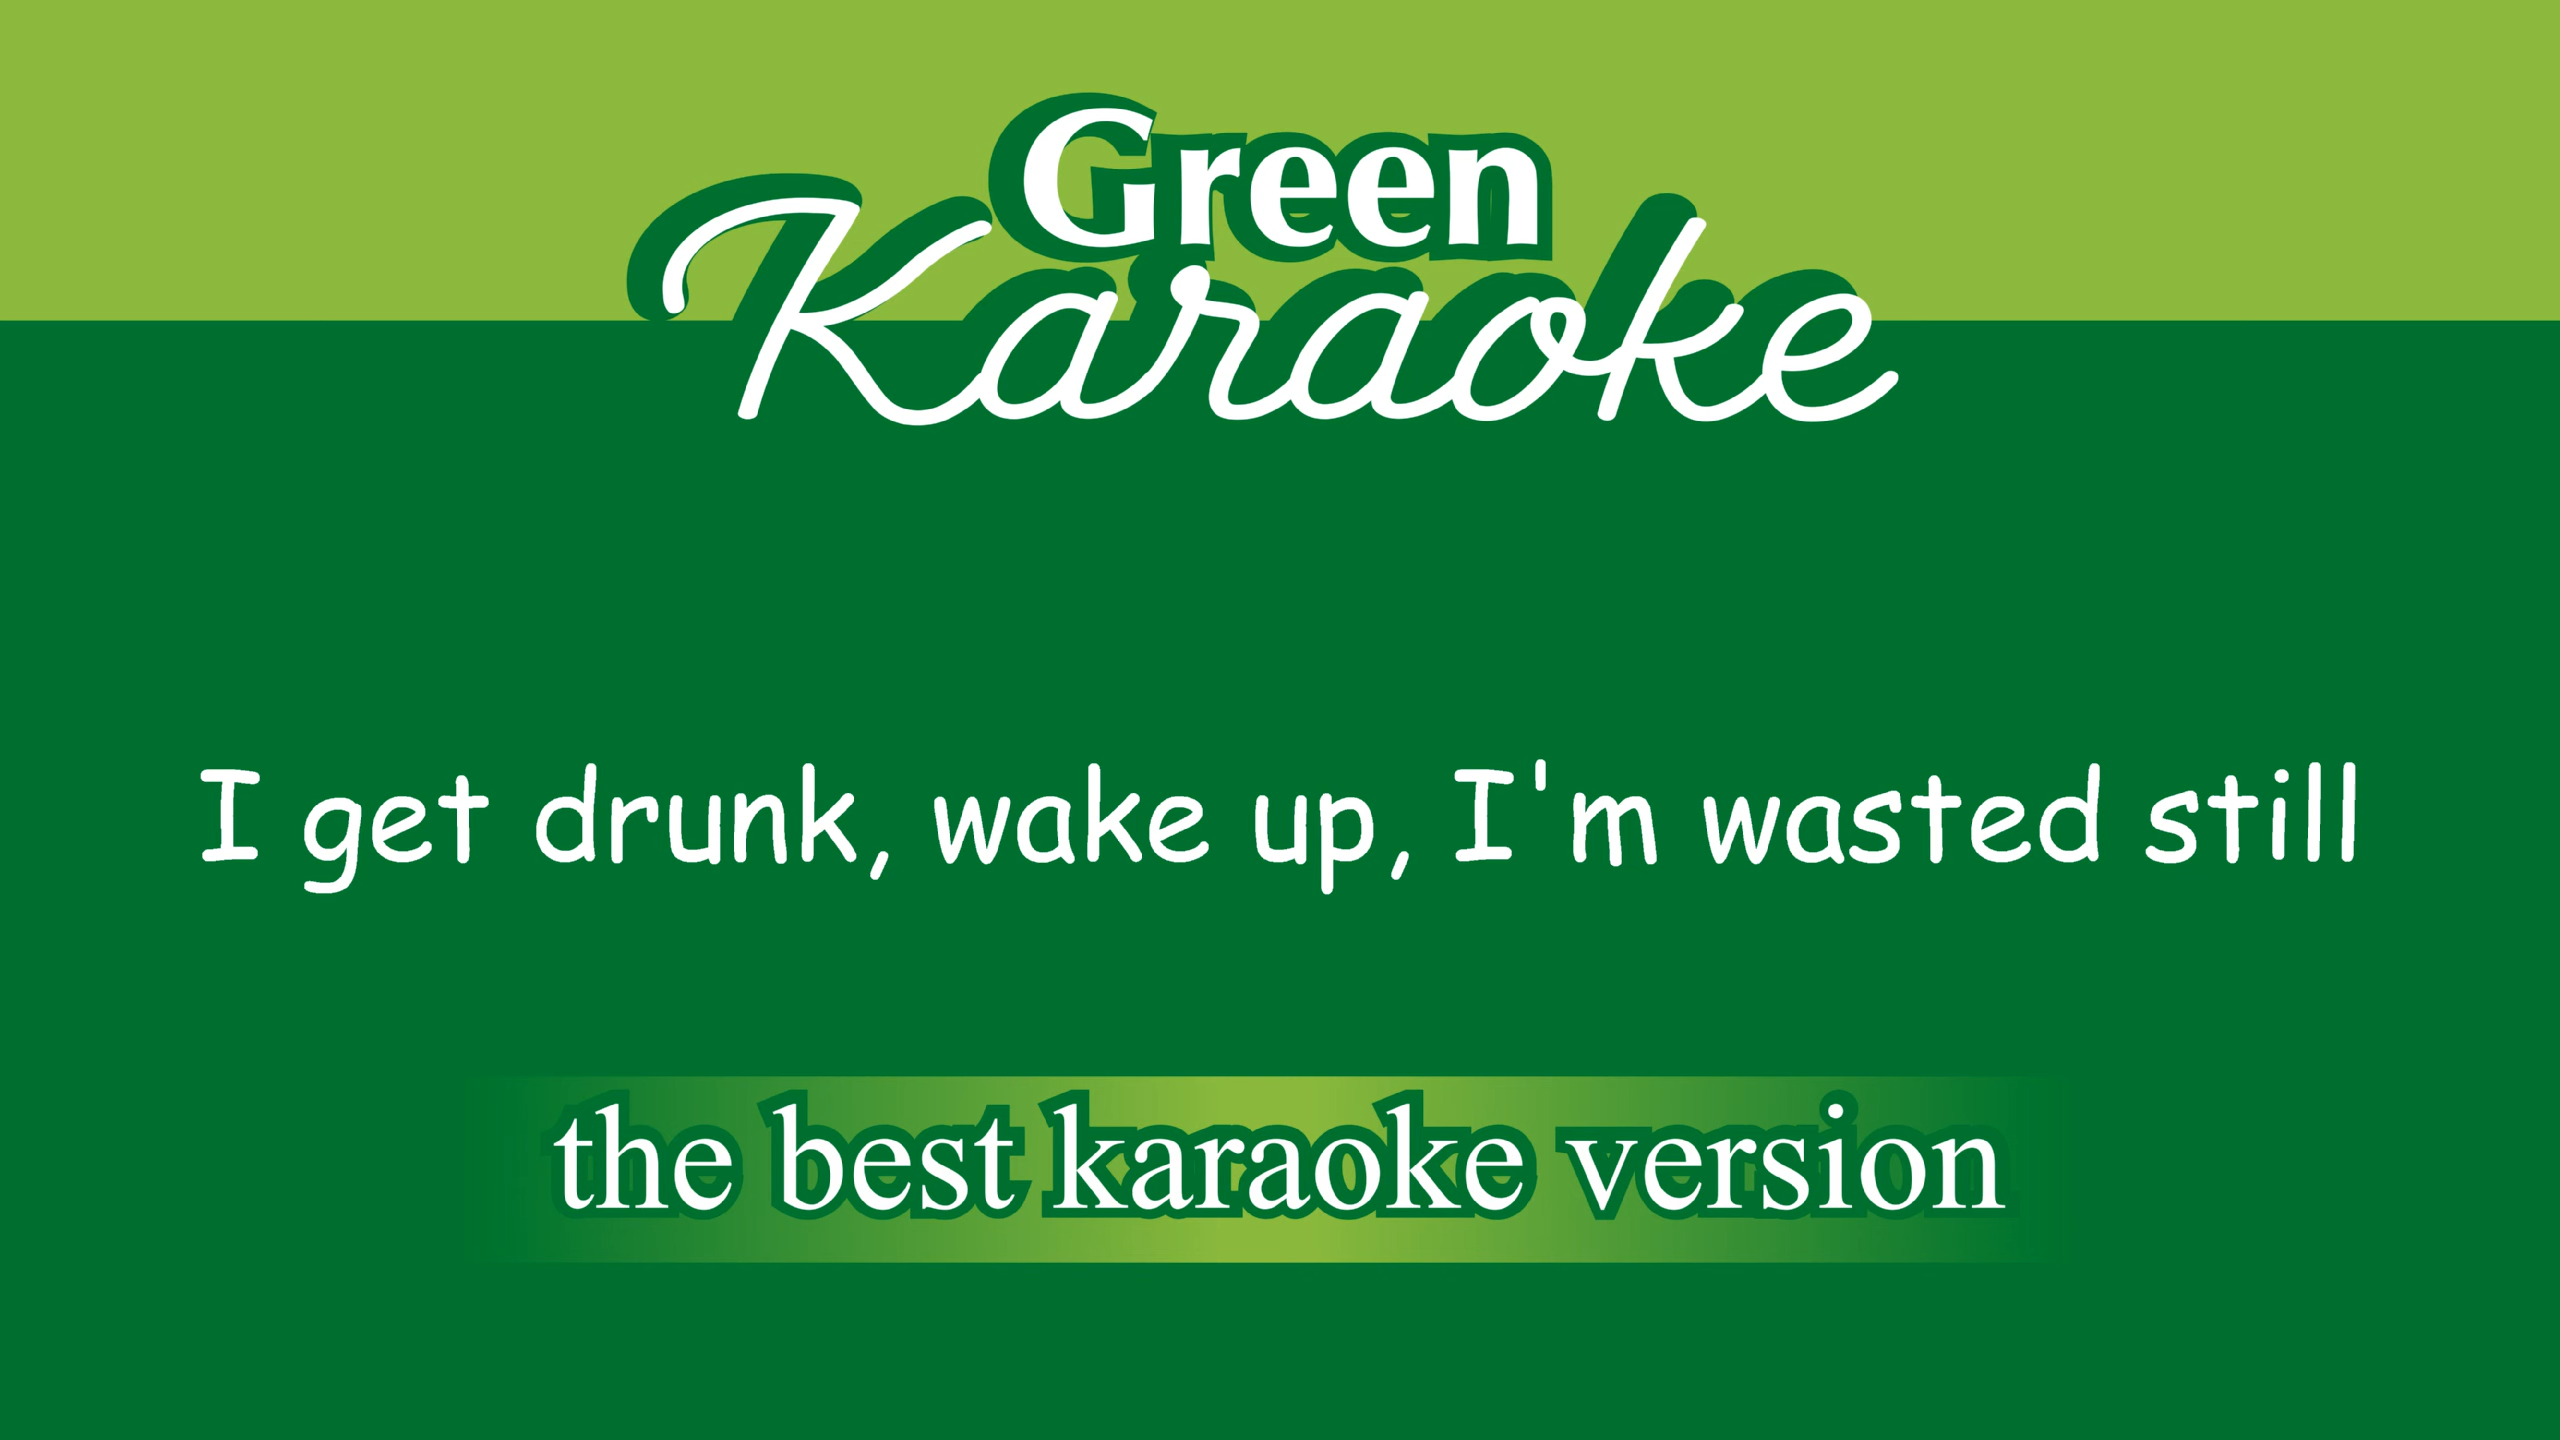 Green
Karaoke
I get drunk, wake up, I'm wasted still
the best karaoke version